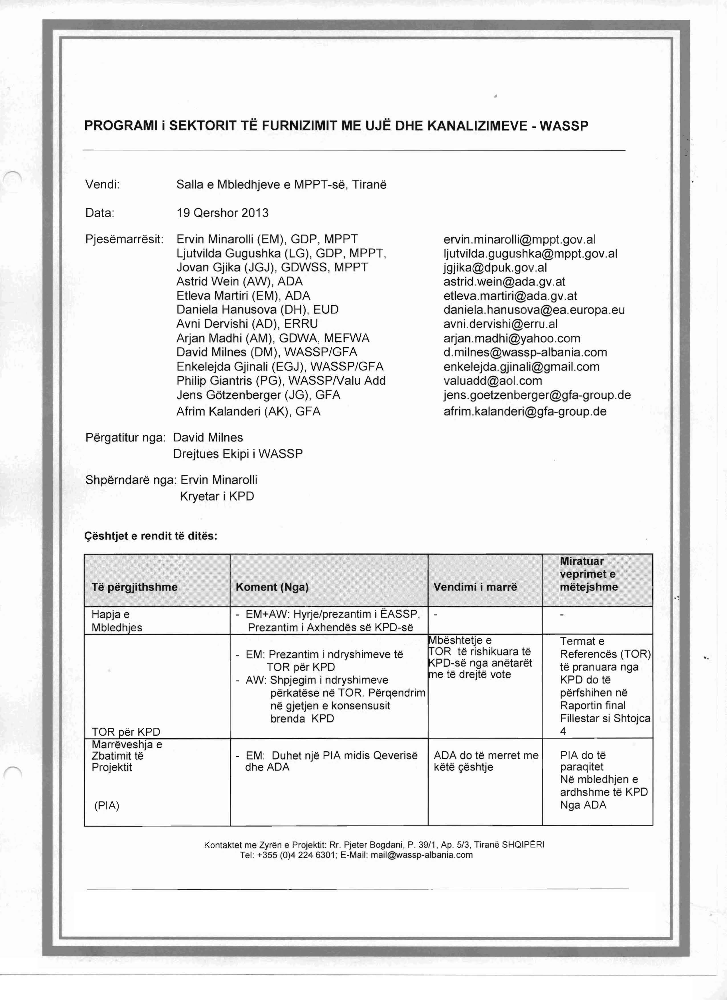 PROGRAMI i SEKTORIT TË FURNIZIMIT ME UJË DHE KANALIZIMEVE - WASSP
Vendi: Salla e Mbledhjeve e MPPT-së, Tiranë
Data: 19 Qershor 2013
Pjesëmarrësit: Ervin Minarolli (EM), GDP, MPPT ervin.minarolli@mppt.gov.al
Ljutvilda Gugushka (LG), GDP, MPPT, ljutvilda.gugushka@mppt.gov.al
Jovan Gjika (JGJ), GDWSS, MPPT jgjika@dpuk.gov.al
Astrid Wein (AW), ADA astrid.wein@ada.gv.at
Etleva Martiri (EM), ADA etleva.martiri@ada.gv.at
Daniela Hanusova (DH), EUD daniela.hanusova@ea.europa.eu
Avni Dervishi (AD), ERRU avni.dervishi@erru.al
Arjan Madhi (AM), GDWA, MEFWA arjan.madhi@yahoo.com
David Milnes (DM), WASSP/GFA d.milnes@wassp-albania.com
Enkelejda Gjinali (EGJ), WASSP/GFA enkelejda.gjinali@gmail.com
Philip Giantris (PG), WASSP/Valu Add valuadd@aol.com
Jens Götzenberger (JG), GFA jens.goetzenberger@gfa-group.de
Afrim Kalanderi (AK), GFA afrim.kalanderi@gfa-group.de
Përgatitur nga: David Milnes
Drejtues Ekipi i WASSP
Shpërndarë nga: Ervin Minarolli
Kryetar i KPD
Çështjet e rendit të ditës:
Të përgjithshme
Koment (Nga)
Vendimi i marrë
Miratuar
veprimet e
mëtejshme
Hapja e
Mbledhjes
- EM+AW: Hyrje/prezantim i ËASSP,
Prezantim i Axhendës së KPD-së
-
-
TOR për KPD
- EM: Prezantim i ndryshimeve të
TOR për KPD
- AW: Shpjegim i ndryshimeve
përkatëse në TOR. Përqendrim
në gjetjen e konsensusit
brenda KPD
Mbështetje e
TOR të rishikuara të
KPD-së nga anëtarët
me të drejtë vote
Termat e
Referencës (TOR)
të pranuara nga
KPD do të
përfshihen në
Raportin final
Fillestar si Shtojca
4
Marrëveshja e
Zbatimit të
Projektit
(PIA)
- EM: Duhet një PIA midis Qeverisë
dhe ADA
ADA do të merret me
këtë çështje
PIA do të
paraqitet
Në mbledhjen e
ardhshme të KPD
Nga ADA
Kontaktet me Zyrën e Projektit: Rr. Pjeter Bogdani, P. 39/1, Ap. 5/3, Tiranë SHQIPËRI
Tel: +355 (0)4 224 6301; E-Mail: mail@wassp-albania.com